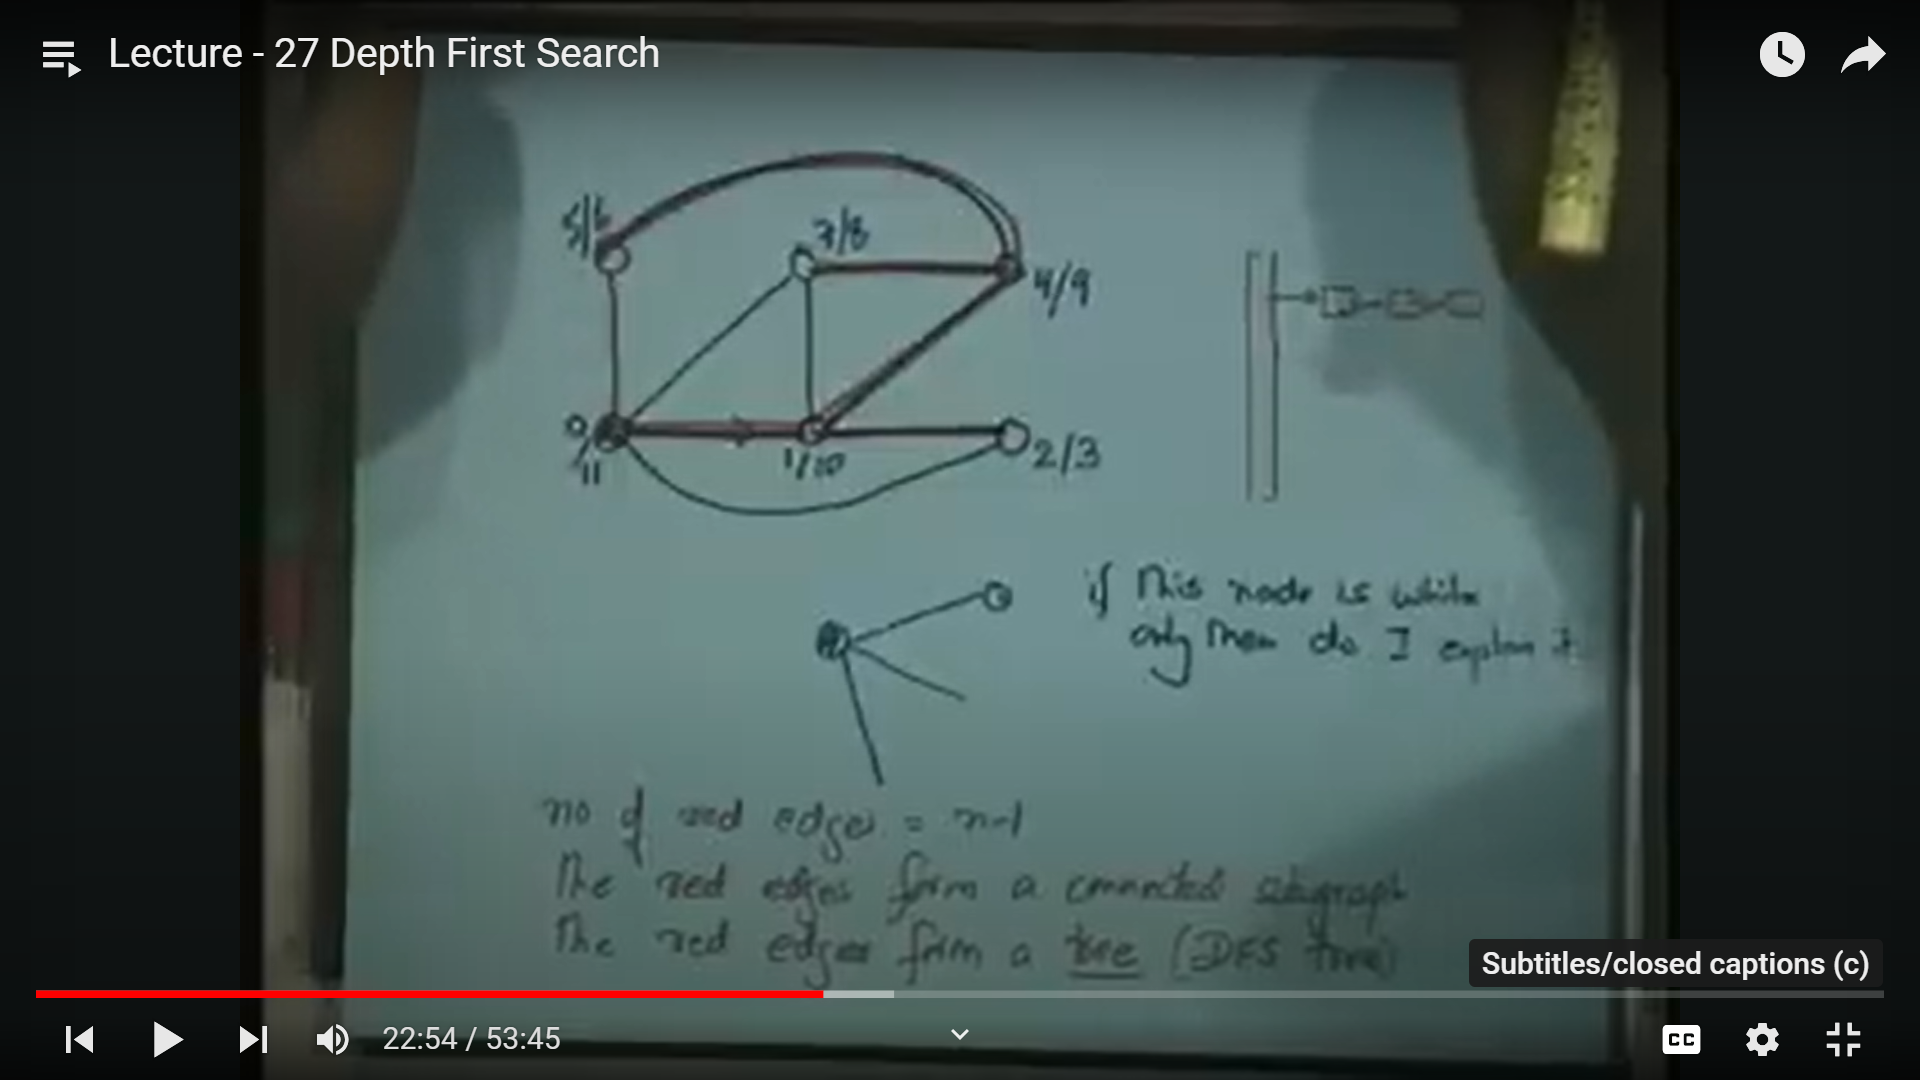 Lecture - 27 Depth First Search
5/6
7/8
4/9
0/11
1/10
2/3
if This node is white
only then do I explore it
no of red edges = n-1
The red edges form a connected subgraph
The red edges form a tree (DFS tree)
Subtitles/closed captions (c)
22:54 / 53:45
CC